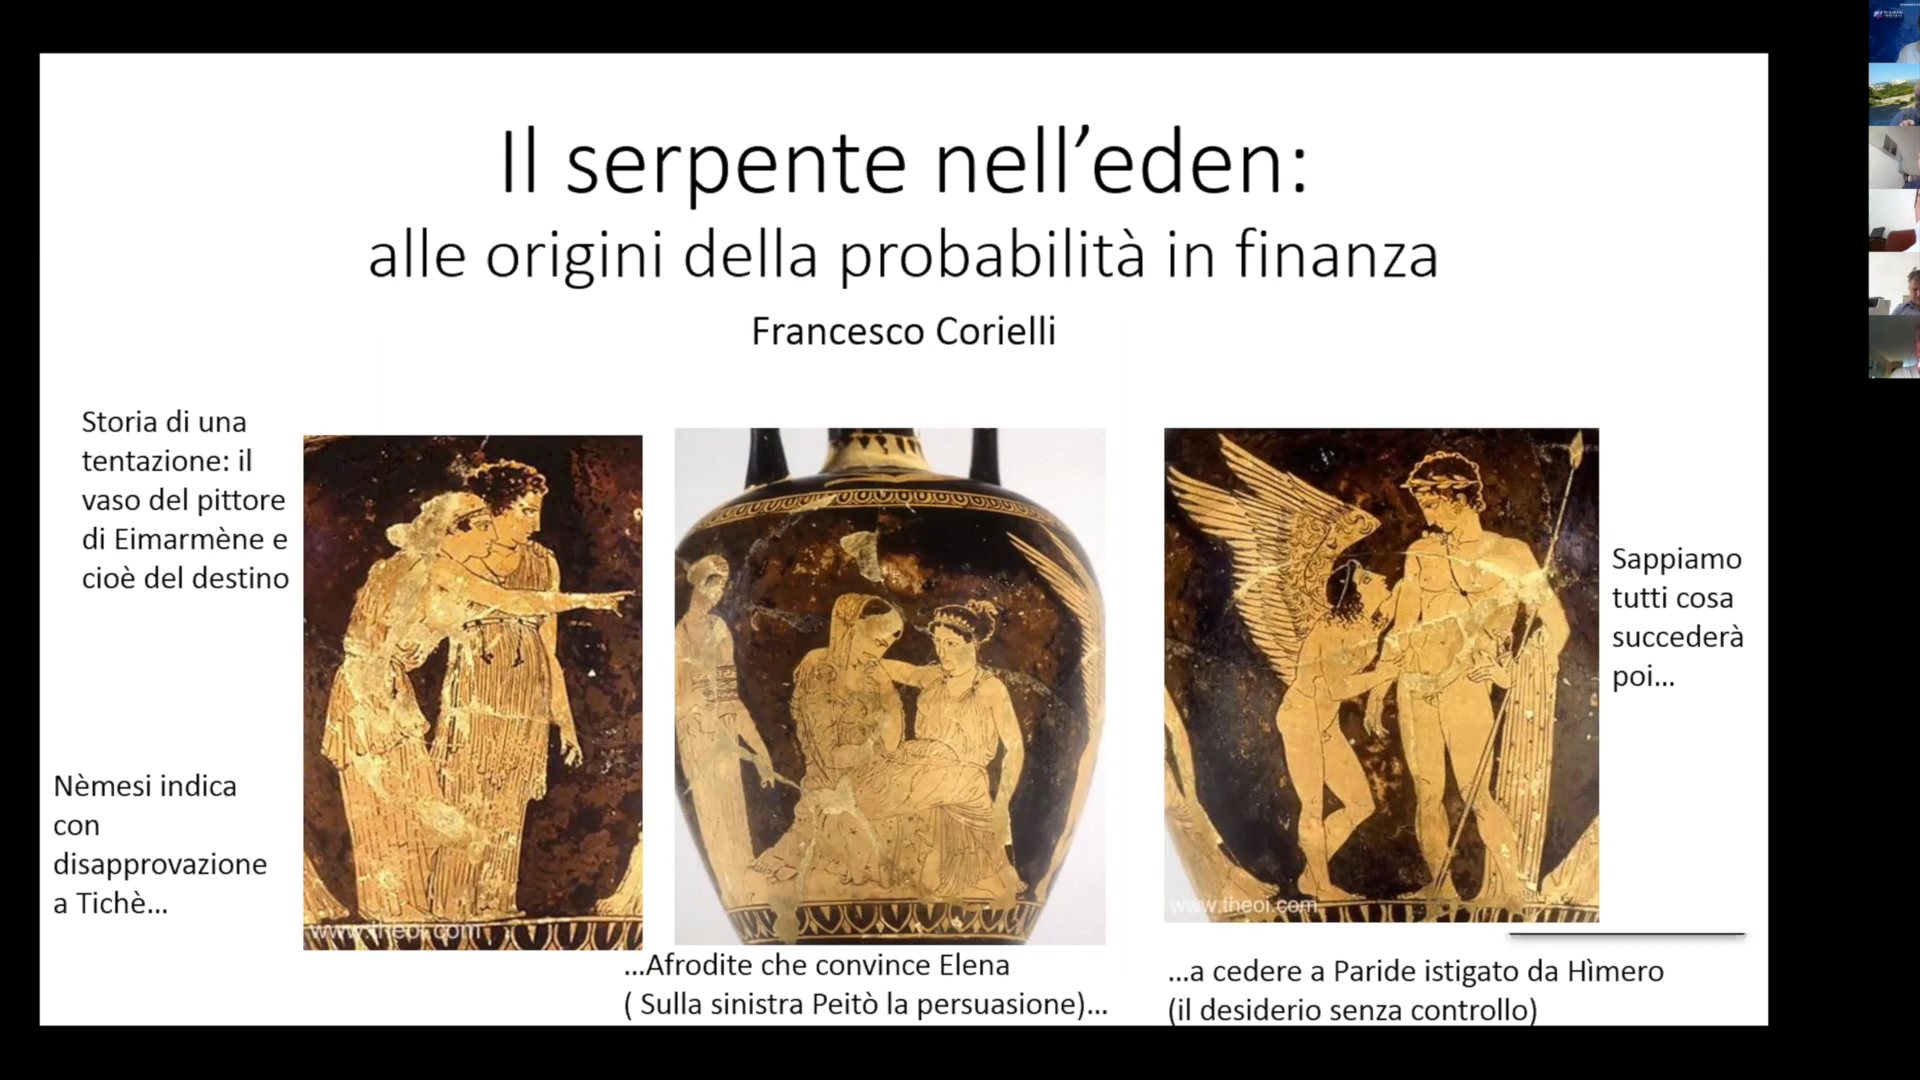 Il serpente nell’eden:
alle origini della probabilità in finanza
Francesco Corielli
Storia di una
tentazione: il
vaso del pittore
di Eimarmène e
cioè del destino
Nèmesi indica
con
disapprovazione
a Tichè...
www.theoi.com
...Afrodite che convince Elena
( Sulla sinistra Peitò la persuasione)...
www.theoi.com
...a cedere a Paride istigato da Hìmero
(il desiderio senza controllo)
Sappiamo
tutti cosa
succederà
poi...